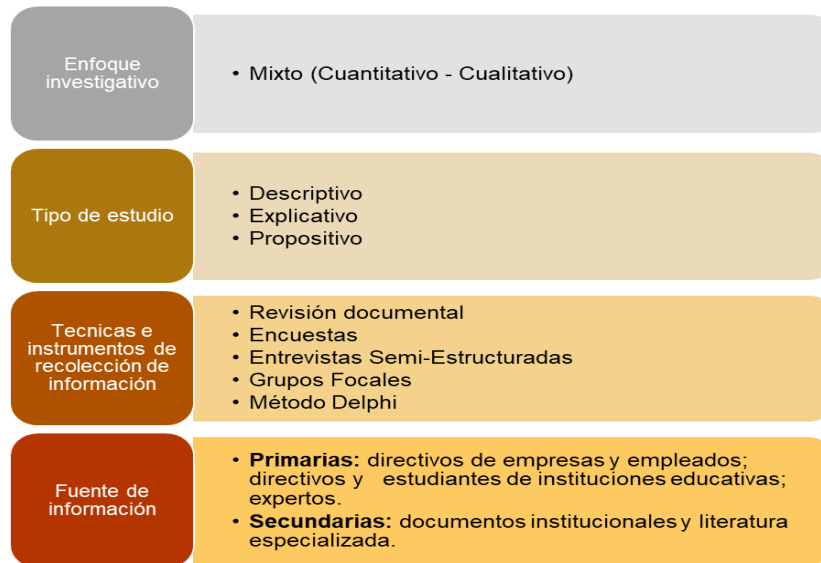 Enfoque
investigativo
• Mixto (Cuantitativo - Cualitativo)
Tipo de estudio
• Descriptivo
• Explicativo
• Propositivo
Tecnicas e
instrumentos de
recolección de
información
• Revisión documental
• Encuestas
• Entrevistas Semi-Estructuradas
• Grupos Focales
• Método Delphi
Fuente de
información
• Primarias: directivos de empresas y empleados;
directivos y estudiantes de instituciones educativas;
expertos.
• Secundarias: documentos institucionales y literatura
especializada.